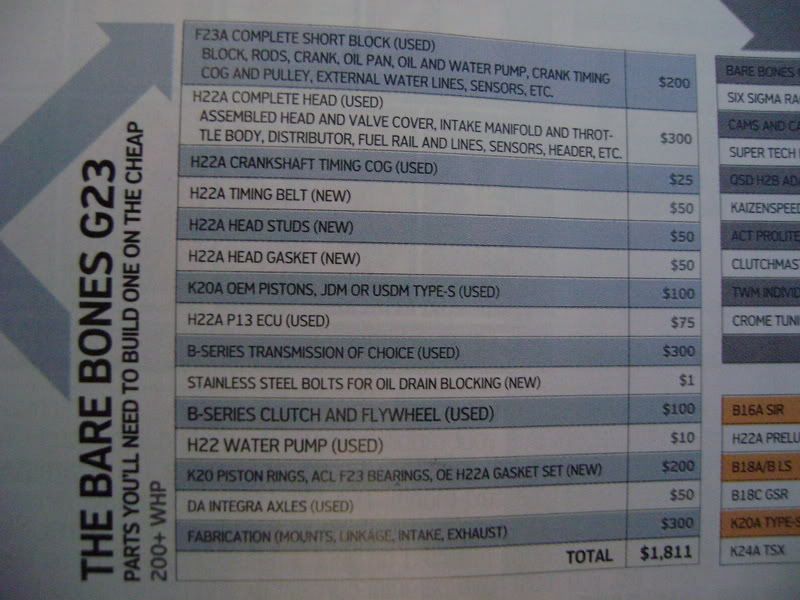 THE BARE BONES G23
PARTS YOU'LL NEED TO BUILD ONE ON THE CHEAP
200+ WHP
F23A COMPLETE SHORT BLOCK (USED)
BLOCK, RODS, CRANK, OIL PAN, OIL AND WATER PUMP, CRANK TIMING
COG AND PULLEY, EXTERNAL WATER LINES, SENSORS, ETC. $200
H22A COMPLETE HEAD (USED)
ASSEMBLED HEAD AND VALVE COVER, INTAKE MANIFOLD AND THROT-
TLE BODY, DISTRIBUTOR, FUEL RAIL AND LINES, SENSORS, HEADER, ETC. $300
H22A CRANKSHAFT TIMING COG (USED) $25
H22A TIMING BELT (NEW) $50
H22A HEAD STUDS (NEW) $50
H22A HEAD GASKET (NEW) $50
K20A OEM PISTONS, JDM OR USDM TYPE-S (USED) $100
H22A P13 ECU (USED) $75
B-SERIES TRANSMISSION OF CHOICE (USED) $300
STAINLESS STEEL BOLTS FOR OIL DRAIN BLOCKING (NEW) $1
B-SERIES CLUTCH AND FLYWHEEL (USED) $100
H22 WATER PUMP (USED) $10
K20 PISTON RINGS, ACL F23 BEARINGS, OE H22A GASKET SET (NEW) $200
DA INTEGRA AXLES (USED) $50
FABRICATION (MOUNTS, LINKAGE, INTAKE, EXHAUST) $300
TOTAL $1,811
BARE BONES
SIX SIGMA
CAMS AND
SUPER TECH
QSD H2B
KAIZENSPEED
ACT PROLITE
CLUTCHMAS
TWM INDIVID
CROME TUNI
B16A SIR
H22A PRELU
B18A/B LS
B18C GSR
K20A TYPE-S
K24A TSX